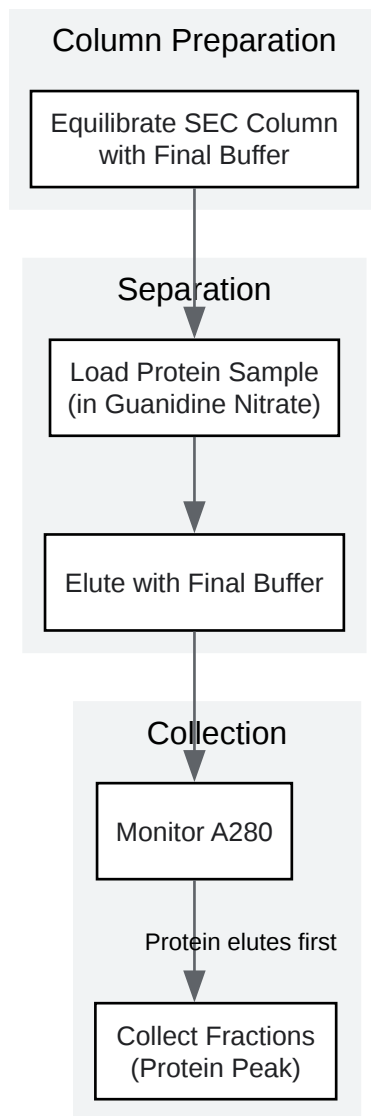 Column Preparation
Equilibrate SEC Column
with Final Buffer
Separation
Load Protein Sample
(in Guanidine Nitrate)
Elute with Final Buffer
Collection
Monitor A280
Protein elutes first
Collect Fractions
(Protein Peak)